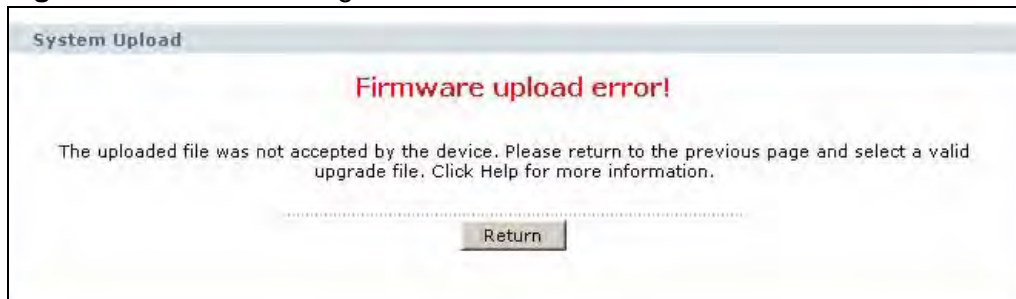 System Upload
Firmware upload error!
The uploaded file was not accepted by the device. Please return to the previous page and select a valid
upgrade file. Click Help for more information.
Return